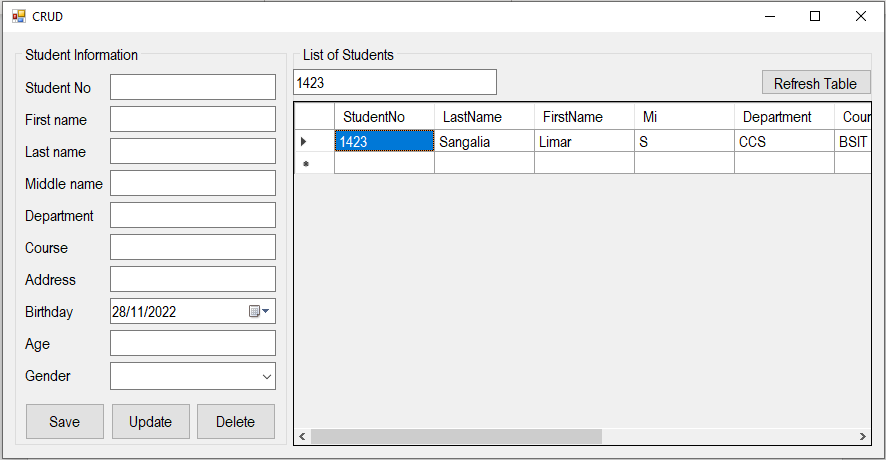 CRUD
Student Information
Student No
First name
Last name
Middle name
Department
Course
Address
Birthday 28/11/2022
Age
Gender
Save Update Delete
List of Students
1423 Refresh Table
StudentNo LastName FirstName Mi Department Cour
1423 Sangalia Limar S CCS BSIT